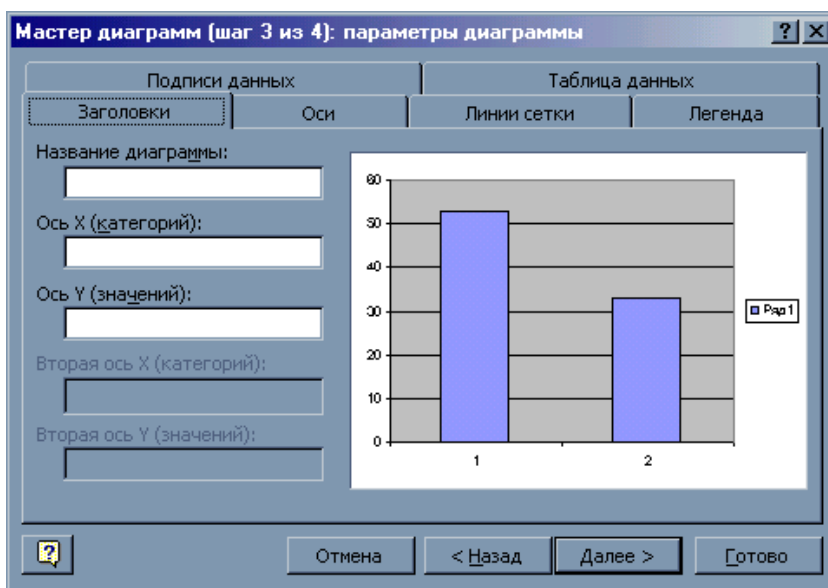 Мастер диаграмм (шаг 3 из 4): параметры диаграммы
Подписи данных
Таблица данных
Заголовки
Оси
Линии сетки
Легенда
Название диаграммы:
Ось X (категорий):
Ось Y (значений):
Вторая ось X (категорий):
Вторая ось Y (значений):
60
50
40
30
20
10
0
1
2
Ряд1
Отмена
< Назад
Далее >
Готово